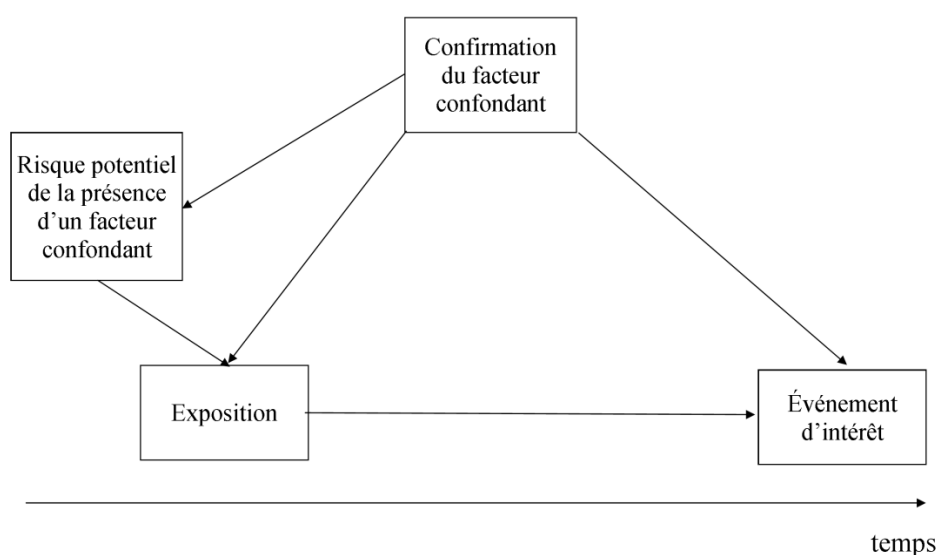 Confirmation
du facteur
confondant
Risque potentiel
de la présence
d’un facteur
confondant
Exposition
Événement
d’intérêt
temps